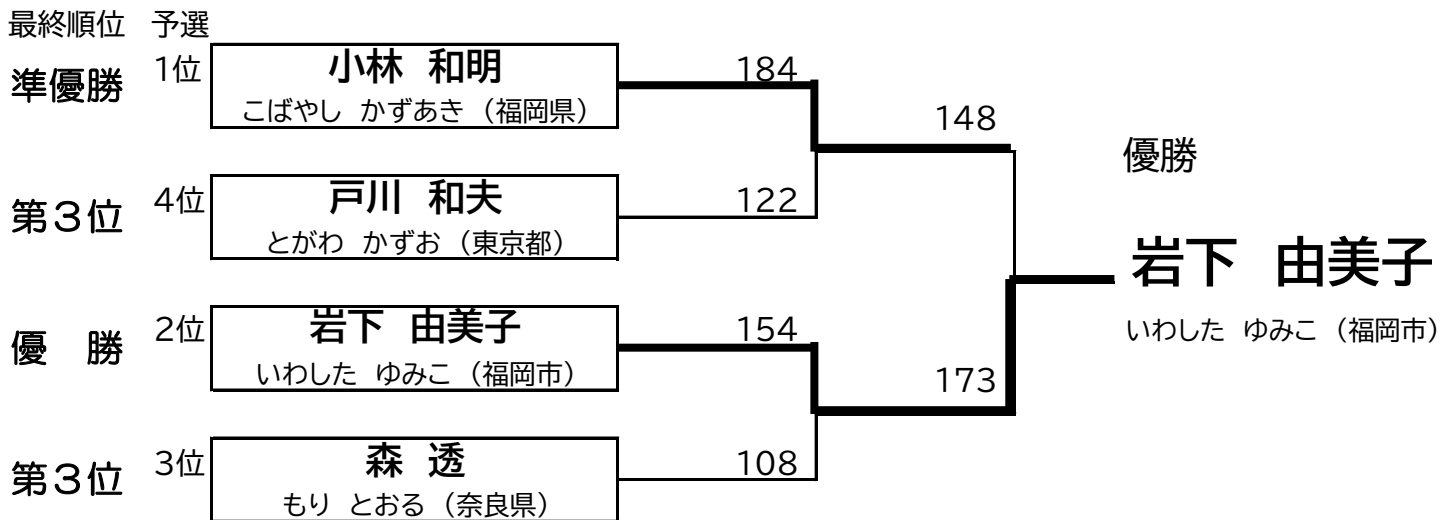 最終順位 予選
準優勝 1位 小林 和明 184
こばやし かずあき （福岡県）
148
優勝
第３位 4位 戸川 和夫 122
とがわ かずお （東京都）
岩下 由美子
いわした ゆみこ （福岡市）
優 勝 2位 岩下 由美子 154
いわした ゆみこ （福岡市）
173
第３位 3位 森 透 108
もり とおる （奈良県）